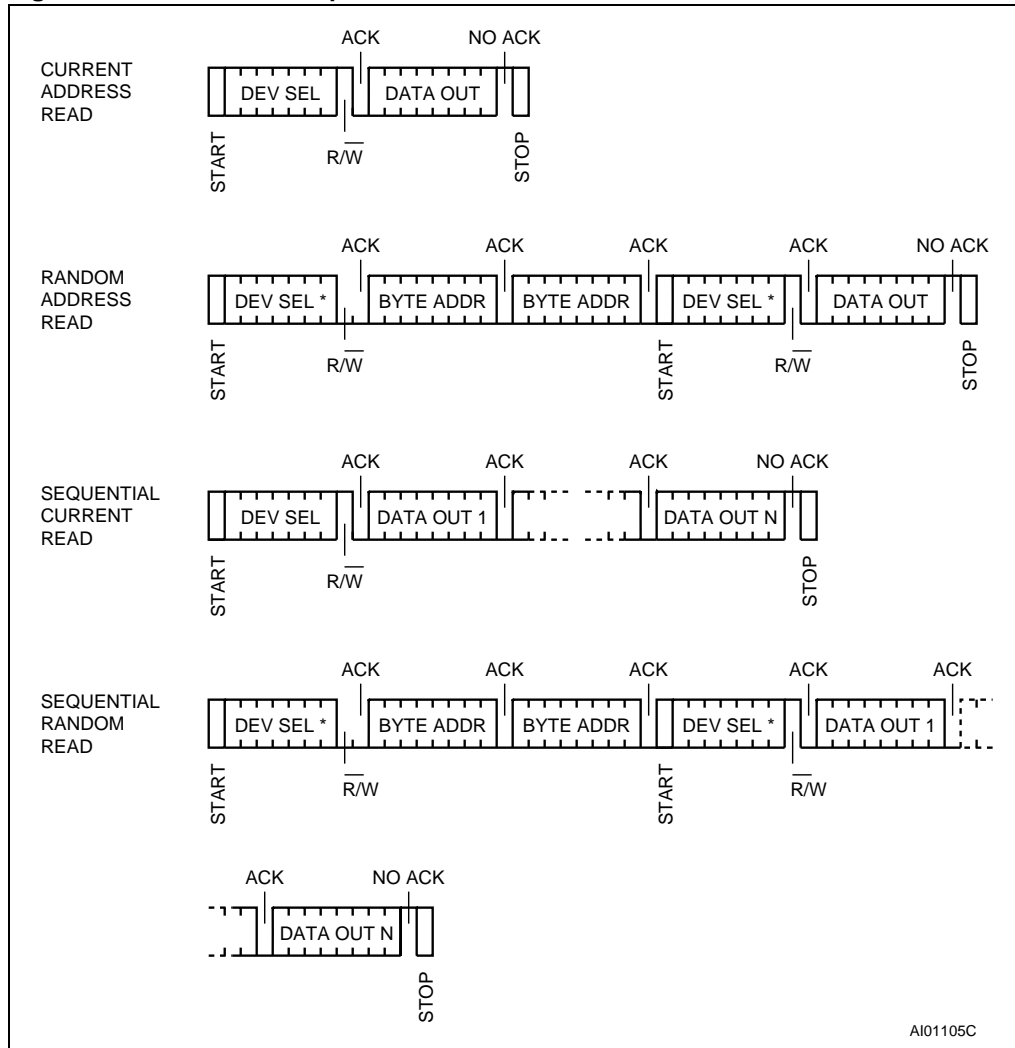 ACK NO ACK
CURRENT
ADDRESS
READ
DEV SEL DATA OUT
START R/W̅ STOP
ACK ACK ACK ACK NO ACK
RANDOM
ADDRESS
READ
DEV SEL * BYTE ADDR BYTE ADDR DEV SEL * DATA OUT
START R/W̅ START R/W̅ STOP
ACK ACK ACK NO ACK
SEQUENTIAL
CURRENT
READ
DEV SEL DATA OUT 1 DATA OUT N
START R/W̅ STOP
ACK ACK ACK ACK ACK
SEQUENTIAL
RANDOM
READ
DEV SEL * BYTE ADDR BYTE ADDR DEV SEL * DATA OUT 1
START R̅/W START R̅/W
ACK NO ACK
DATA OUT N
STOP
AI01105C